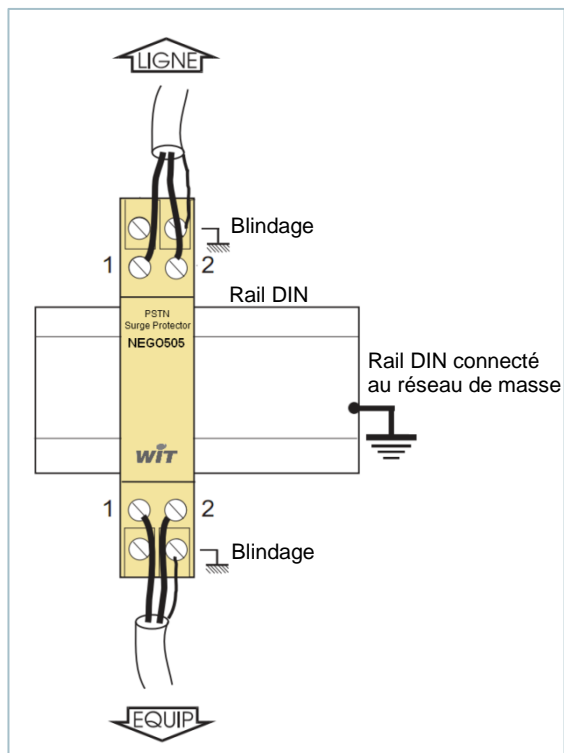 LIGNE
Blindage
1 2
Rail DIN
PSTN
Surge Protector
NEGO505
Rail DIN connecté
au réseau de masse
WIT
1 2
Blindage
EQUIP